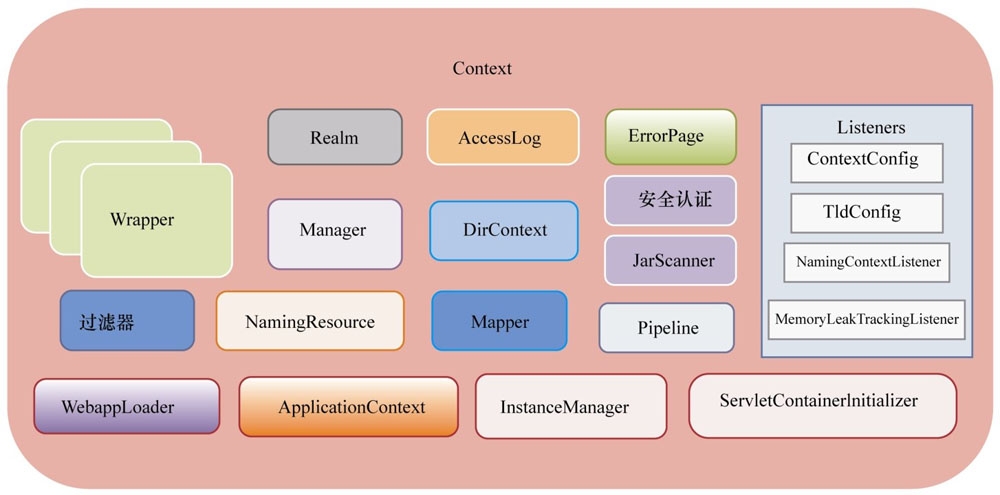 Context
Realm
AccessLog
ErrorPage
Listeners
ContextConfig
安全认证
Wrapper
Manager
DirContext
TldConfig
JarScanner
NamingContextListener
过滤器
NamingResource
Mapper
Pipeline
MemoryLeakTrackingListener
WebappLoader
ApplicationContext
InstanceManager
ServletContainerInitializer